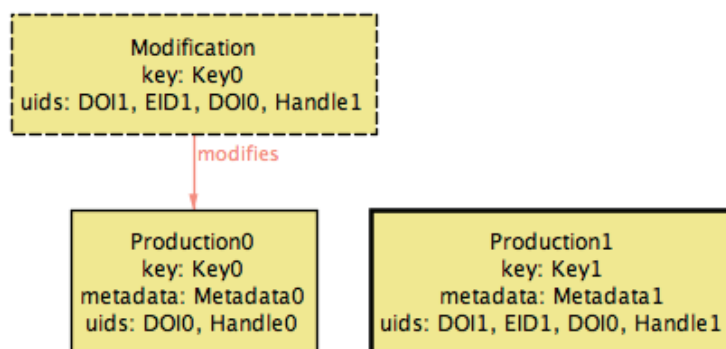 Modification
key: Key0
uids: DOI1, EID1, DOI0, Handle1
modifies
Production0
key: Key0
metadata: Metadata0
uids: DOI0, Handle0
Production1
key: Key1
metadata: Metadata1
uids: DOI1, EID1, DOI0, Handle1